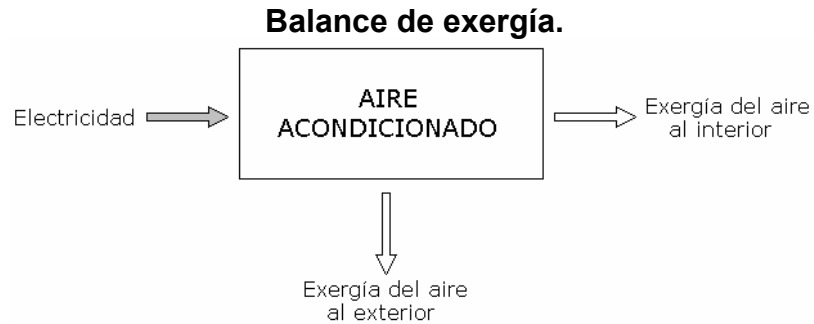 Balance de exergía.
AIRE
ACONDICIONADO
Electricidad
Exergía del aire
al interior
Exergía del aire
al exterior